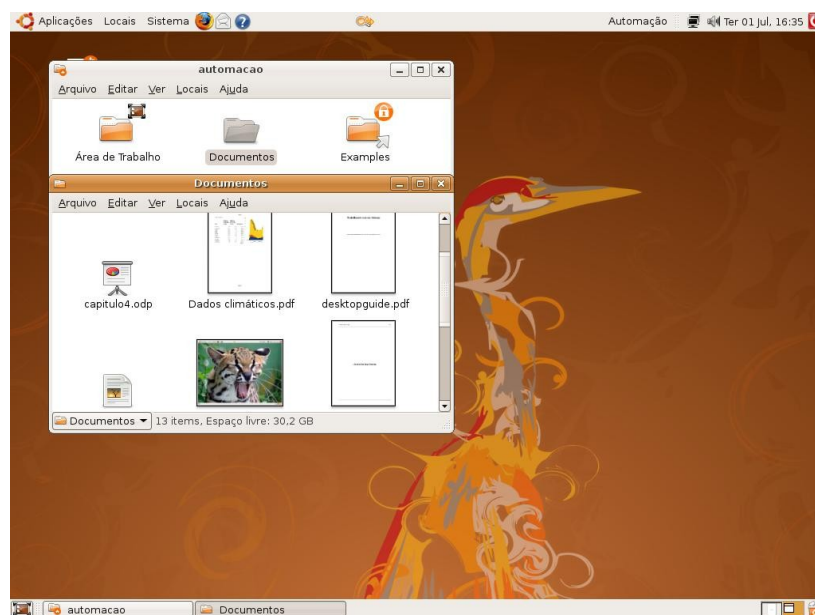 Aplicações Locais Sistema
Automação Ter 01 Jul, 16:35
automacao
Arquivo Editar Ver Locais Ajuda
Área de Trabalho Documentos Examples
Documentos
Arquivo Editar Ver Locais Ajuda
capitulo4.odp Dados climáticos.pdf desktopguide.pdf
Documentos 13 items, Espaço livre: 30,2 GB
automacao Documentos